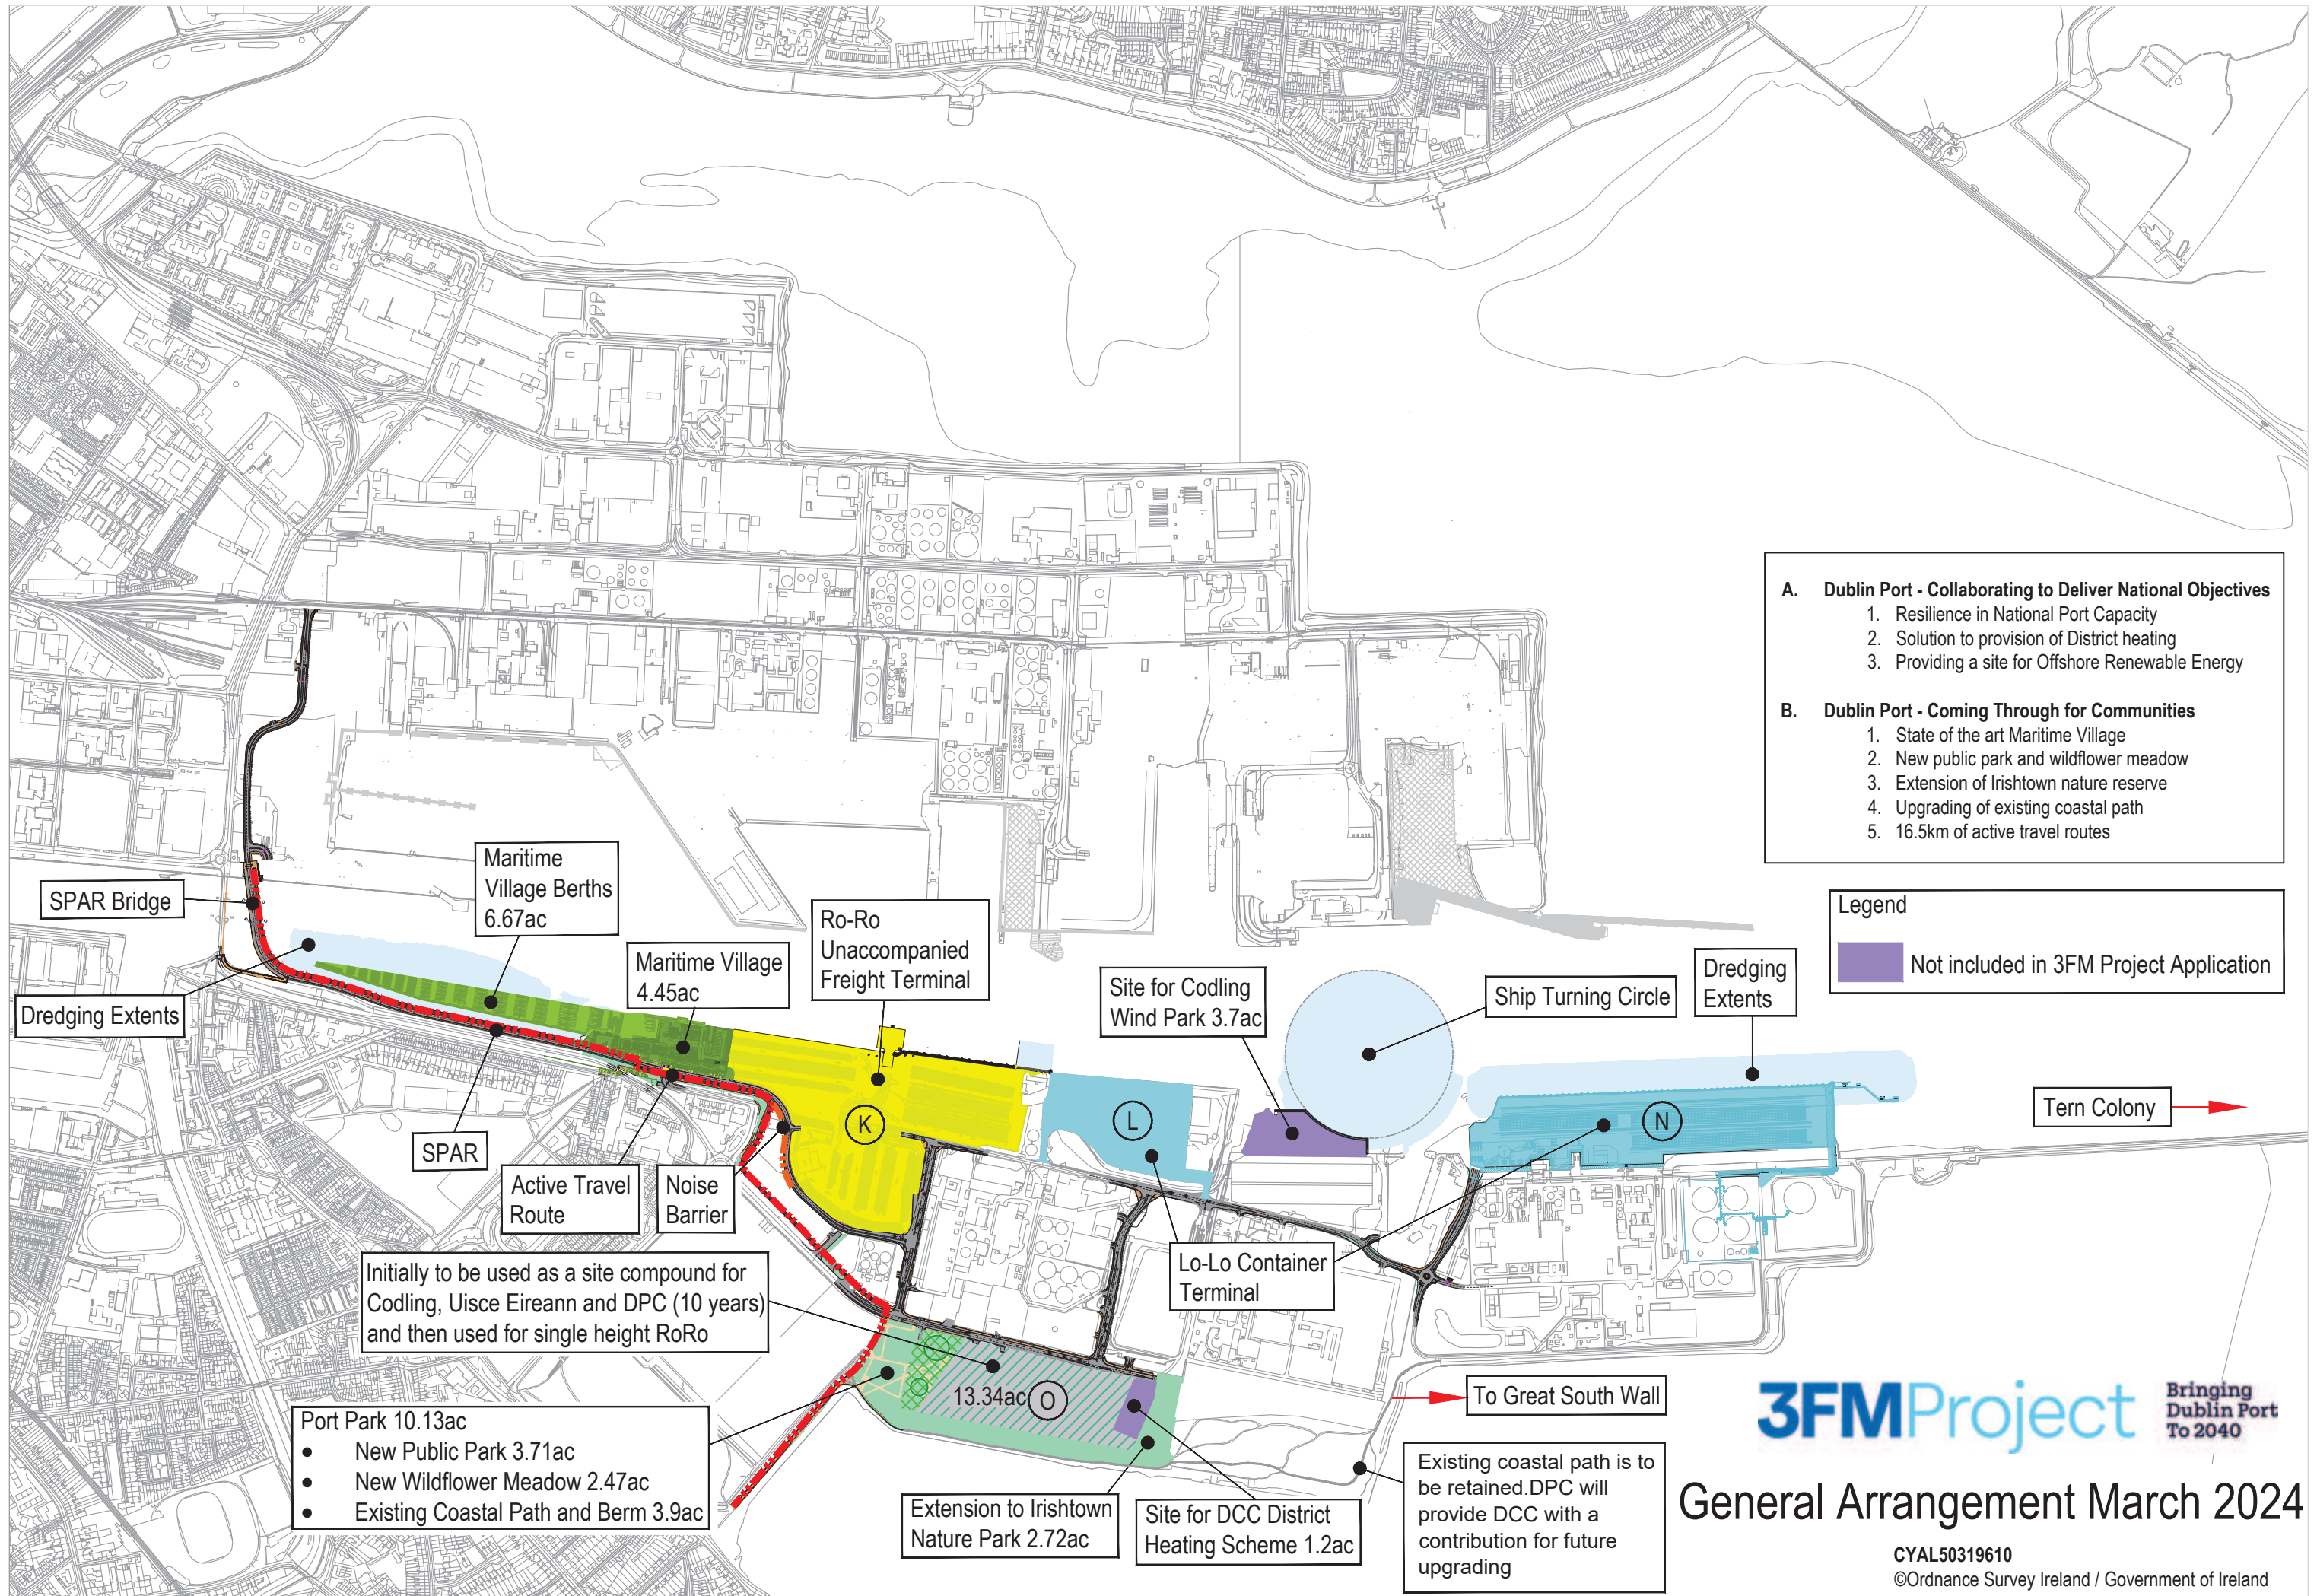 A. Dublin Port - Collaborating to Deliver National Objectives
1. Resilience in National Port Capacity
2. Solution to provision of District heating
3. Providing a site for Offshore Renewable Energy
B. Dublin Port - Coming Through for Communities
1. State of the art Maritime Village
2. New public park and wildflower meadow
3. Extension of Irishtown nature reserve
4. Upgrading of existing coastal path
5. 16.5km of active travel routes
Legend
Not included in 3FM Project Application
SPAR Bridge
Maritime
Village Berths
6.67ac
Maritime Village
4.45ac
Ro-Ro
Unaccompanied
Freight Terminal
Site for Codling
Wind Park 3.7ac
Ship Turning Circle
Dredging
Extents
Dredging Extents
Tern Colony
SPAR
Active Travel
Route
Noise
Barrier
K
L
N
Lo-Lo Container
Terminal
Initially to be used as a site compound for
Codling, Uisce Eireann and DPC (10 years)
and then used for single height RoRo
13.34ac
O
To Great South Wall
Port Park 10.13ac
● New Public Park 3.71ac
● New Wildflower Meadow 2.47ac
● Existing Coastal Path and Berm 3.9ac
Extension to Irishtown
Nature Park 2.72ac
Site for DCC District
Heating Scheme 1.2ac
Existing coastal path is to
be retained.DPC will
provide DCC with a
contribution for future
upgrading
3FMProject
Bringing
Dublin Port
To 2040
General Arrangement March 2024
CYAL50319610
©Ordnance Survey Ireland / Government of Ireland